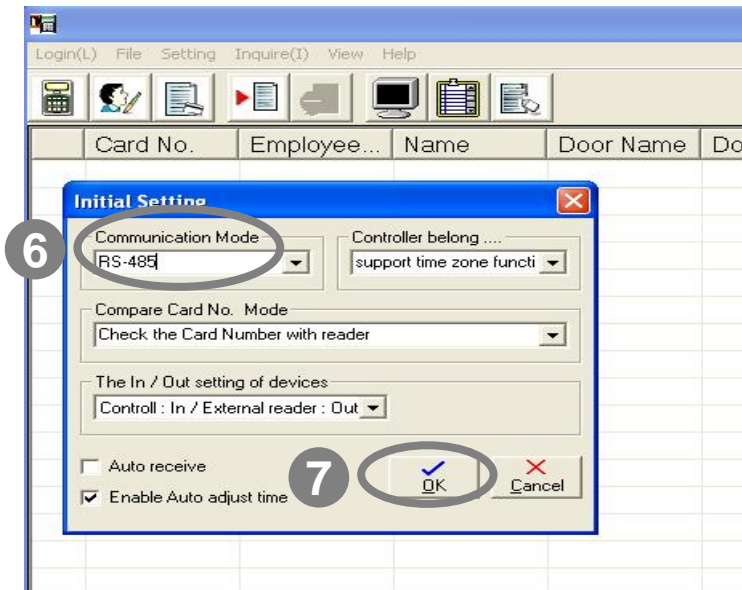 Login(L) File Setting Inquire(I) View Help
Card No. Employee... Name Door Name Do
Initial Setting
6
Communication Mode Controller belong ....
RS-485 support time zone functi
Compare Card No. Mode
Check the Card Number with reader
The In / Out setting of devices
Controll : In / External reader : Out
Auto receive
7
OK Cancel
Enable Auto adjust time